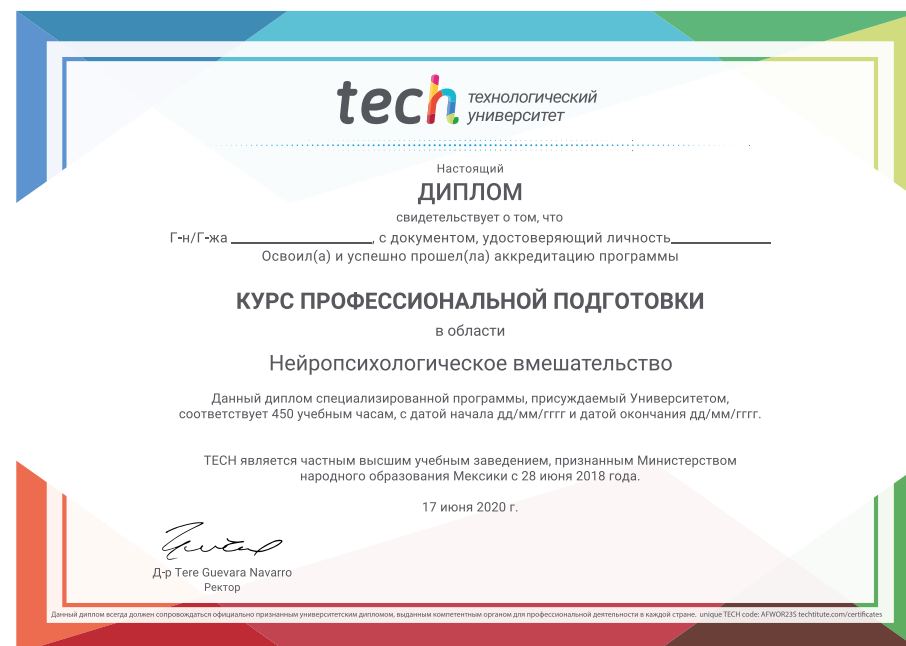 tech технологический
университет
Настоящий
ДИПЛОМ
свидетельствует о том, что
Г-н/Г-жа ____________________, с документом, удостоверяющий личность______________
Освоил(а) и успешно прошел(ла) аккредитацию программы
КУРС ПРОФЕССИОНАЛЬНОЙ ПОДГОТОВКИ
в области
Нейропсихологическое вмешательство
Данный диплом специализированной программы, присуждаемый Университетом,
соответствует 450 учебным часам, с датой начала дд/мм/гггг и датой окончания дд/мм/гггг.
TECH является частным высшим учебным заведением, признанным Министерством
народного образования Мексики с 28 июня 2018 года.
17 июня 2020 г.
Д-р Tere Guevara Navarro
Ректор
Данный диплом всегда должен сопровождаться официально признанным университетским дипломом, выданным компетентным органом для профессиональной деятельности в каждой стране. unique TECH code: AFWOR23S techtitute.com/certificates